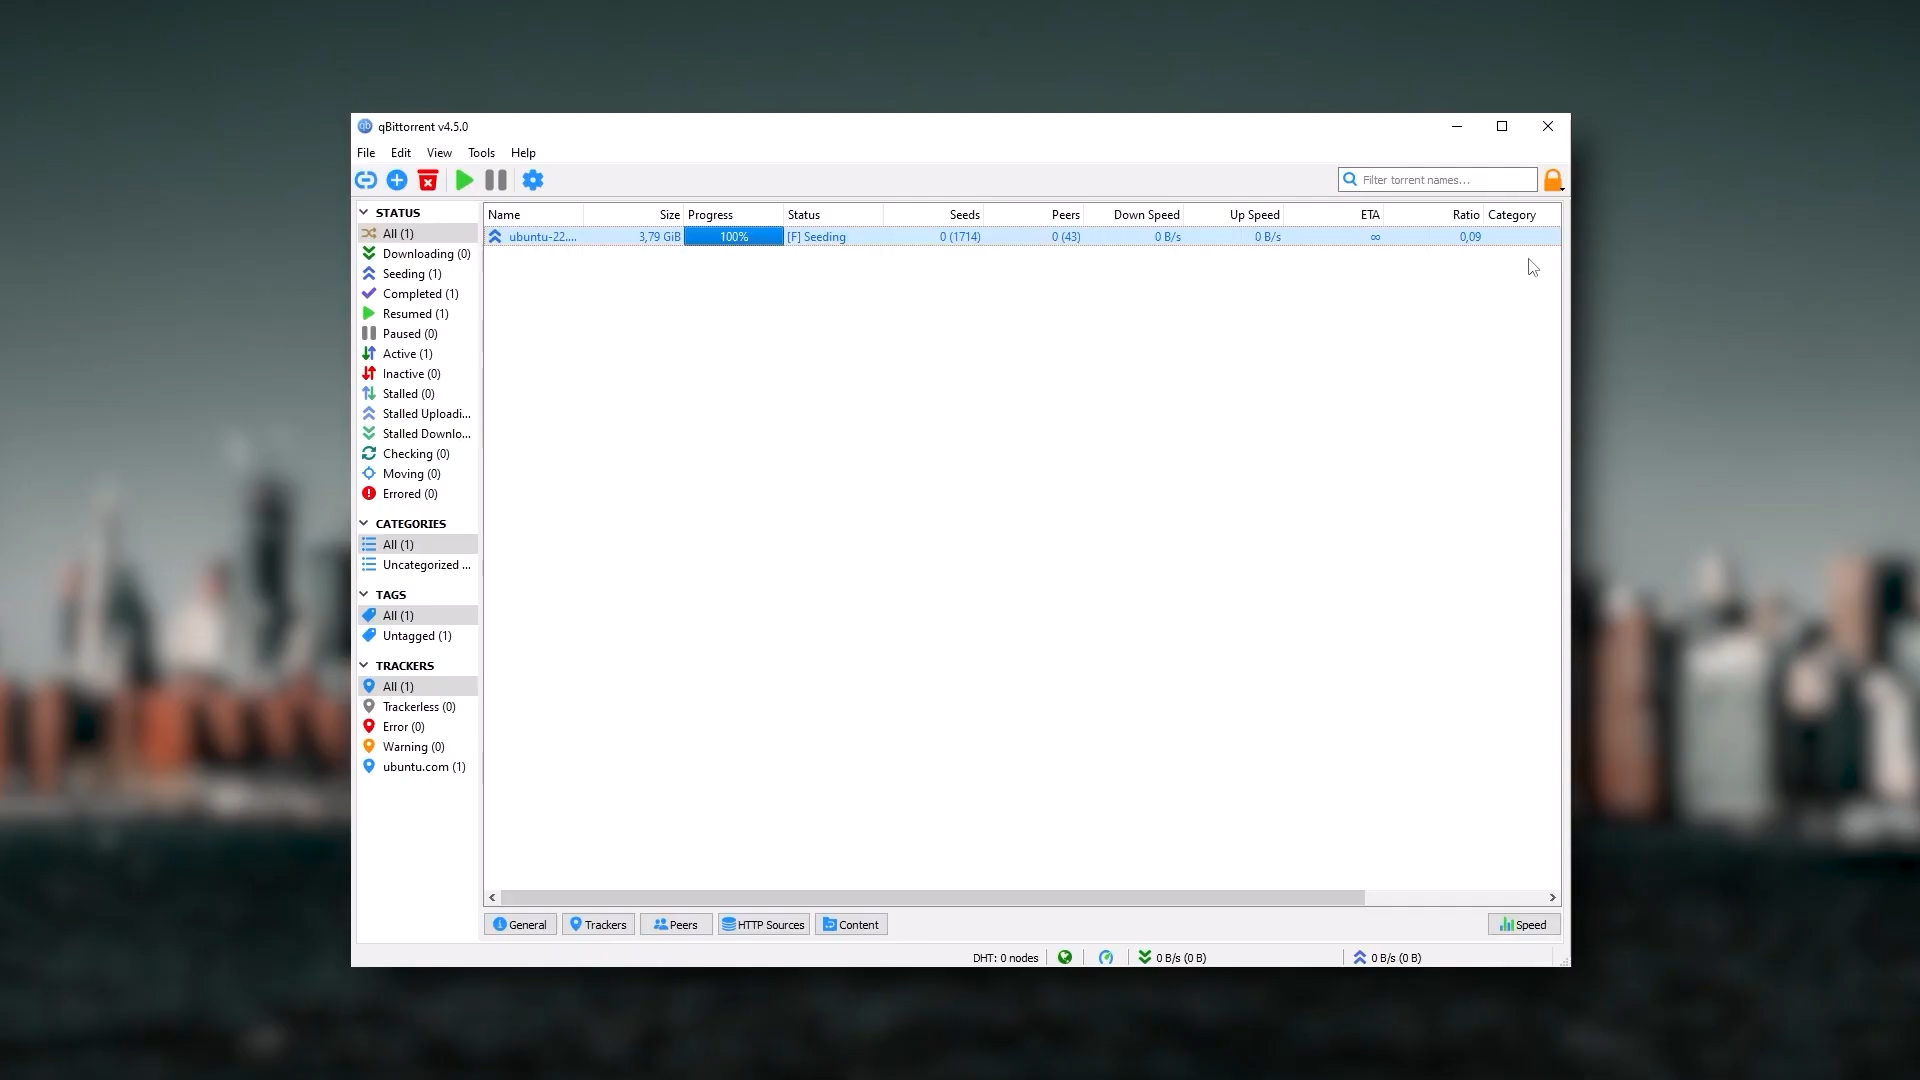 qBittorrent v4.5.0
File Edit View Tools Help
Filter torrent names...
STATUS
All (1)
Downloading (0)
Seeding (1)
Completed (1)
Resumed (1)
Paused (0)
Active (1)
Inactive (0)
Stalled (0)
Stalled Uploadi...
Stalled Downlo...
Checking (0)
Moving (0)
Errored (0)
CATEGORIES
All (1)
Uncategorized ...
TAGS
All (1)
Untagged (1)
TRACKERS
All (1)
Trackerless (0)
Error (0)
Warning (0)
ubuntu.com (1)
Name Size Progress Status Seeds Peers Down Speed Up Speed ETA Ratio Category
ubuntu-22.... 3,79 GiB 100% [F] Seeding 0 (1714) 0 (43) 0 B/s 0 B/s ∞ 0,09
General Trackers Peers HTTP Sources Content Speed
DHT: 0 nodes 0 B/s (0 B) 0 B/s (0 B)